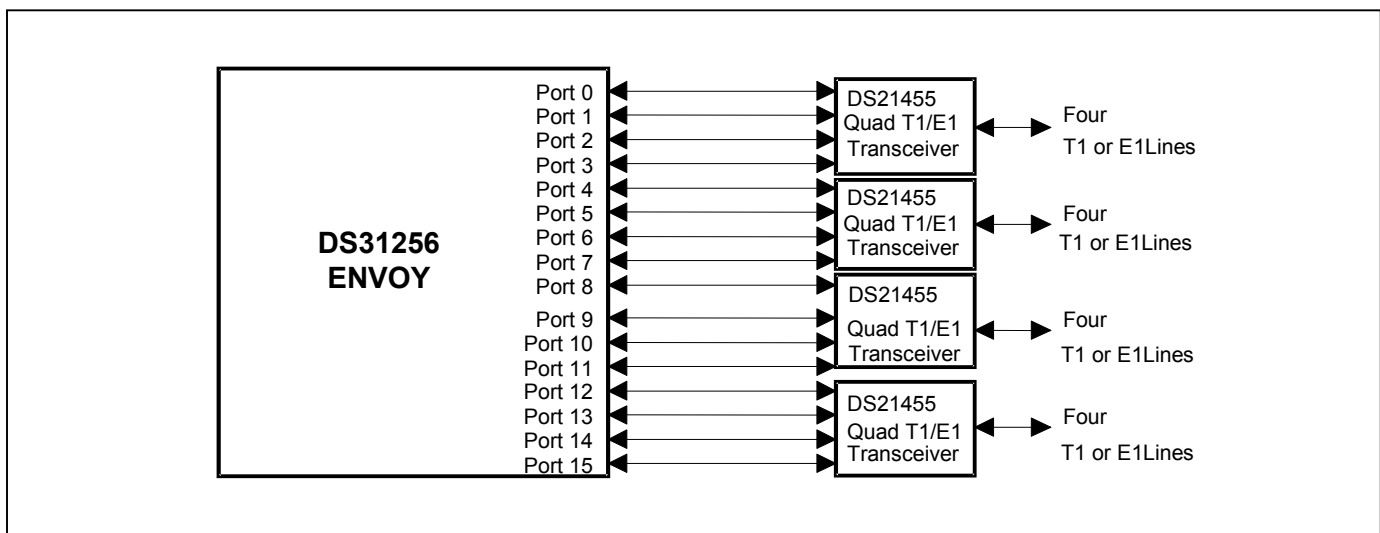 DS31256
ENVOY
Port 0
Port 1
Port 2
Port 3
Port 4
Port 5
Port 6
Port 7
Port 8
Port 9
Port 10
Port 11
Port 12
Port 13
Port 14
Port 15
DS21455
Quad T1/E1
Transceiver
Four
T1 or E1Lines
DS21455
Quad T1/E1
Transceiver
Four
T1 or E1Lines
DS21455
Quad T1/E1
Transceiver
Four
T1 or E1Lines
DS21455
Quad T1/E1
Transceiver
Four
T1 or E1Lines